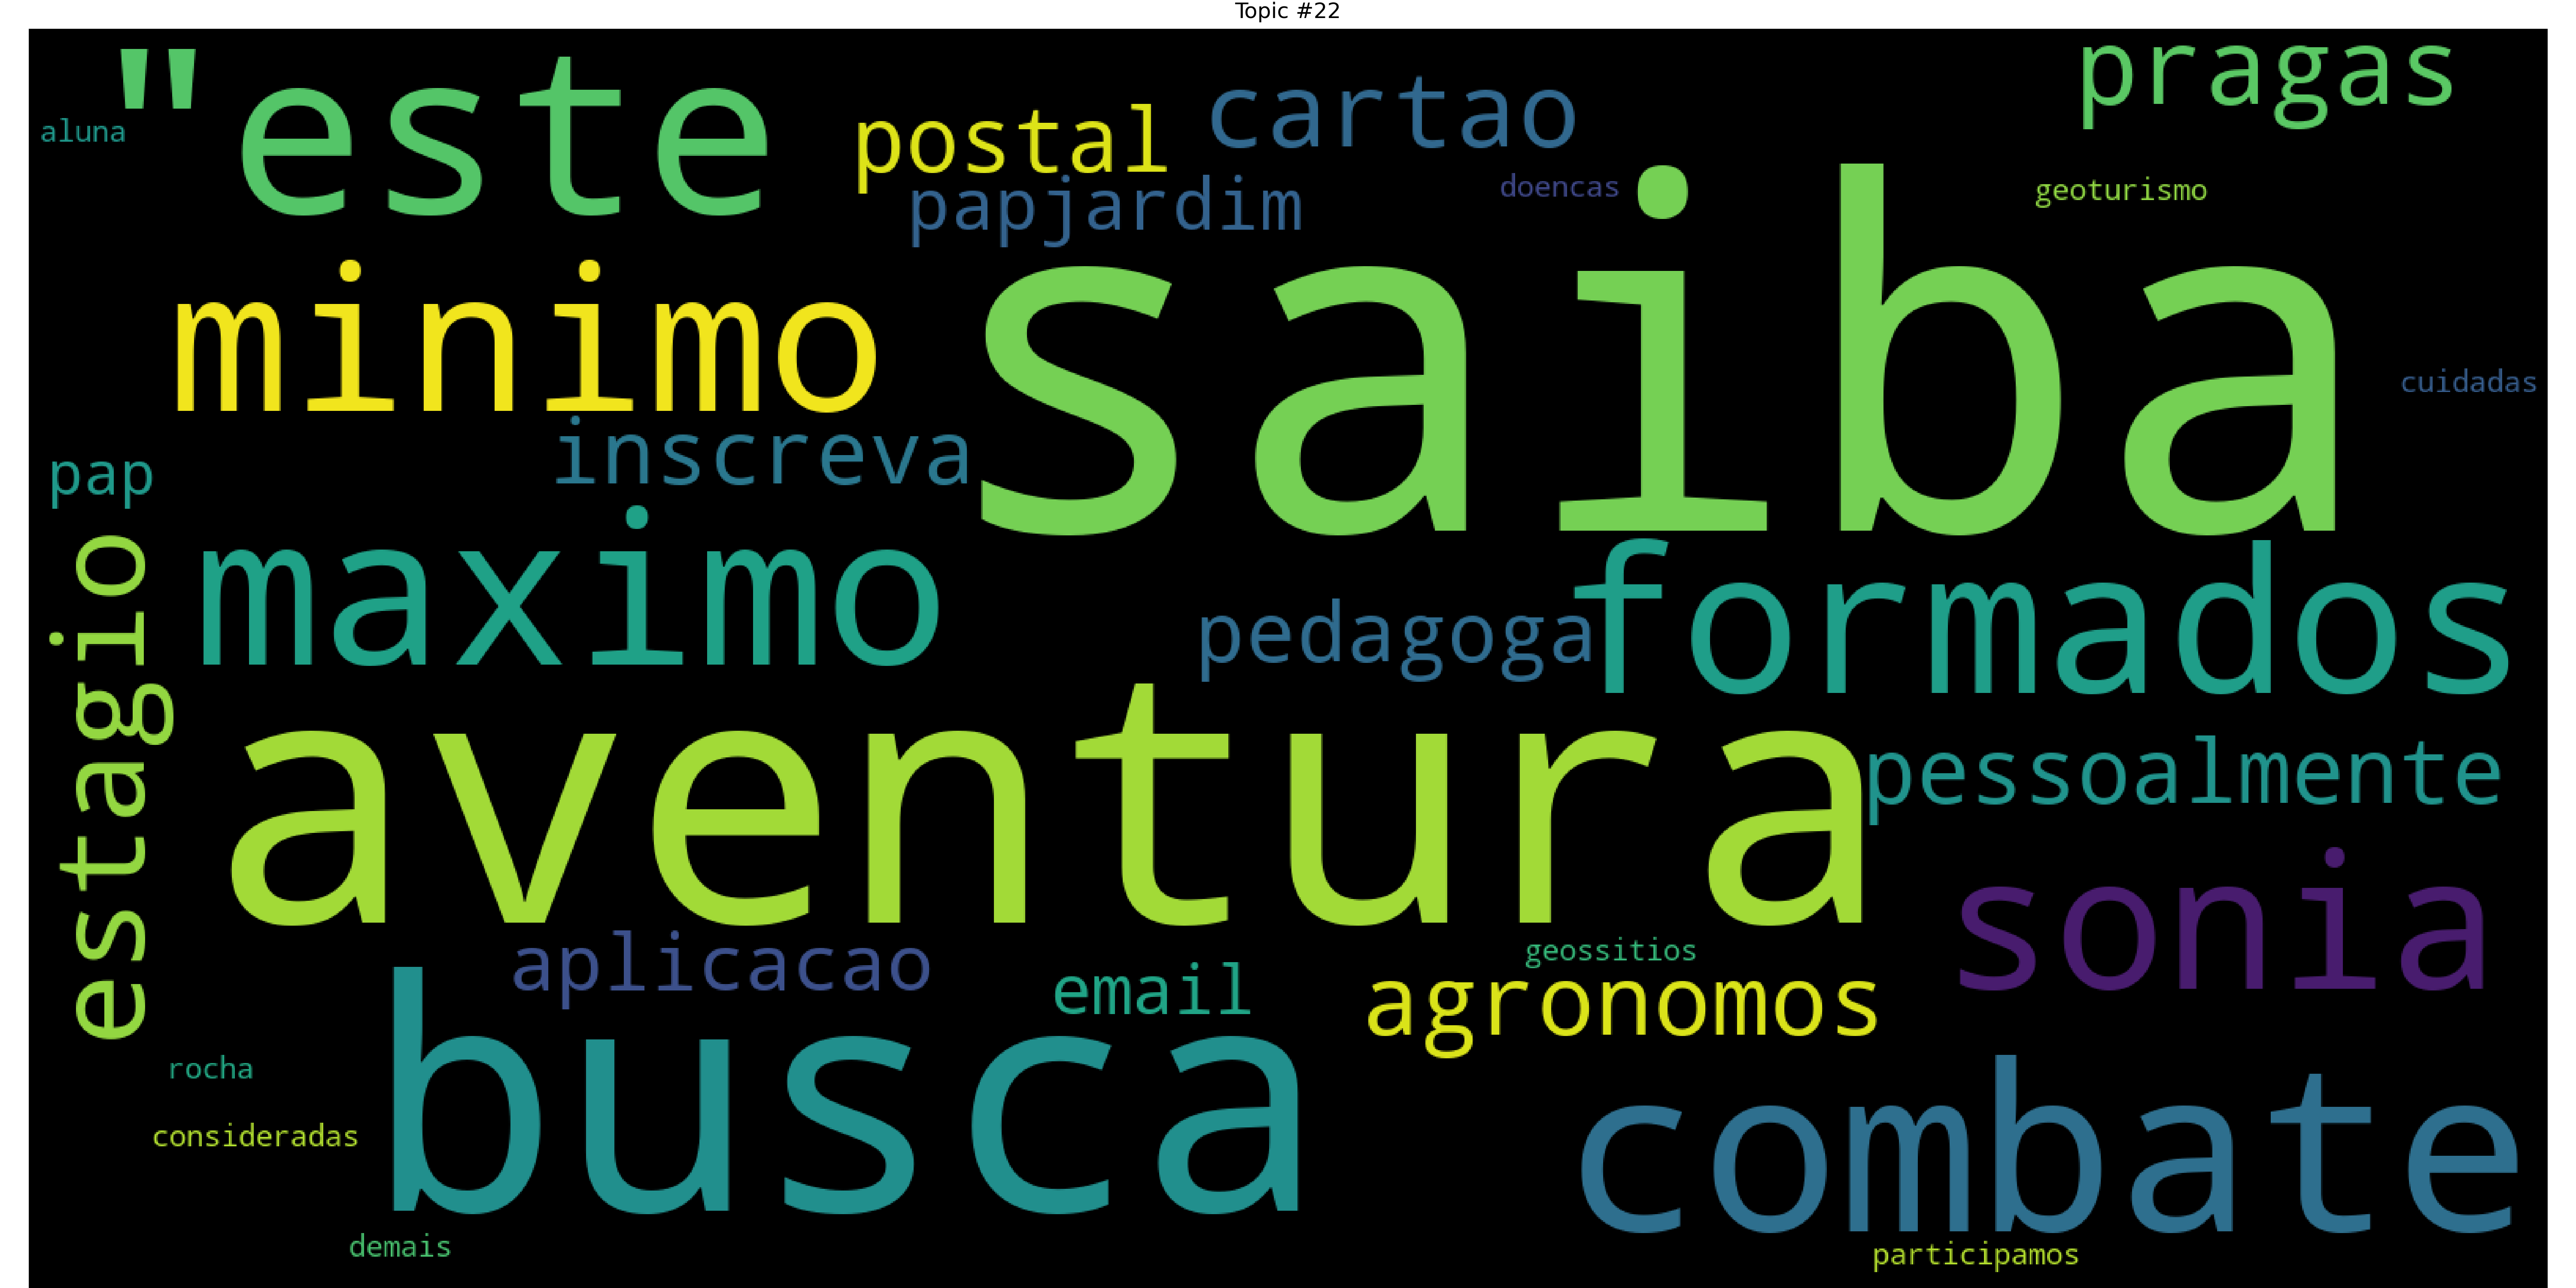 Topic #22
"este
aluna
postal
cartao
pragas
papjardim
doencas
geoturismo
saiba
minimo
cuidadas
inscreva
pap
maximo
formados
pedagoga
estagio
aventura
pessoalmente
sonia
aplicacao
geossitios
email
agronomos
rocha
busca
combate
consideradas
demais
participamos